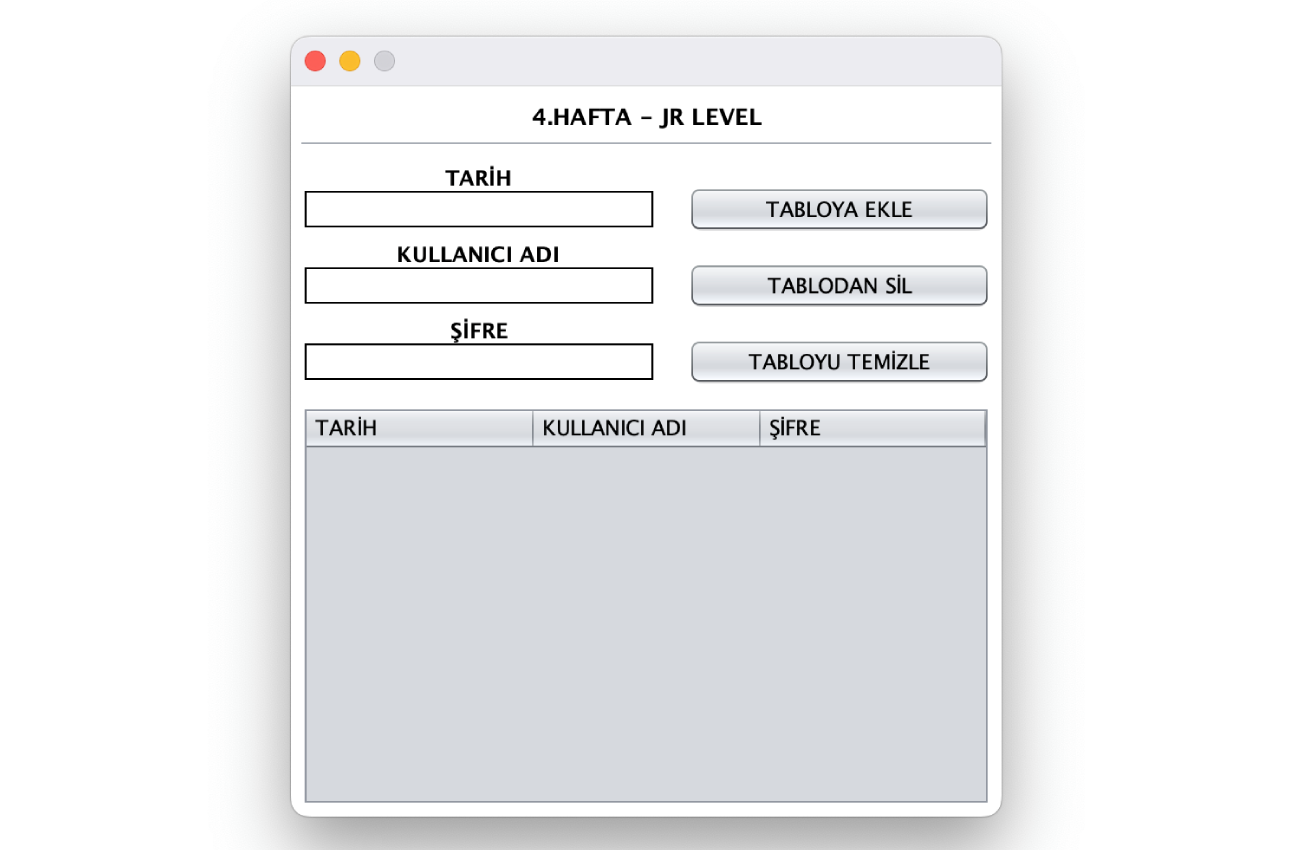 4.HAFTA - JR LEVEL
TARİH
TABLOYA EKLE
KULLANICI ADI
TABLODAN SİL
ŞİFRE
TABLOYU TEMİZLE
TARİH KULLANICI ADI ŞİFRE